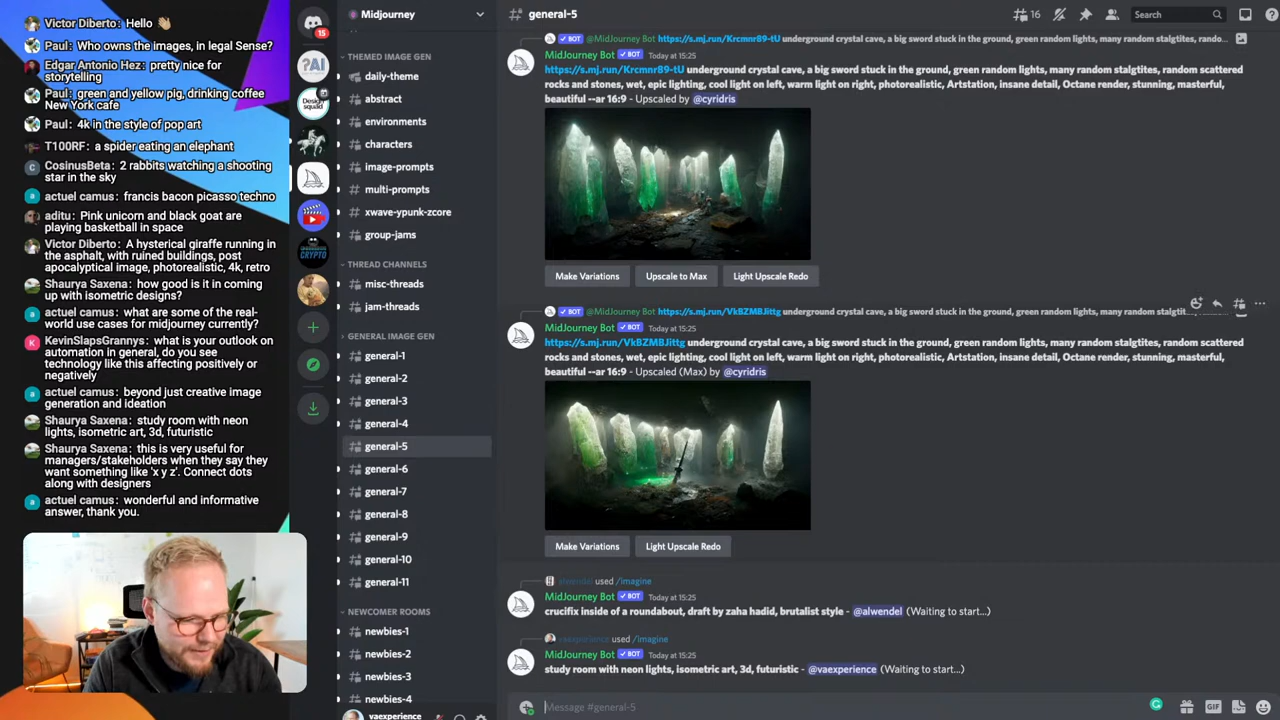 Victor Diberto: Hello 👋🏼
Paul: Who owns the images, in legal Sense?
Edgar Antonio Hez: pretty nice for
storytelling
Paul: green and yellow pig, drinking coffee
New York cafe
Paul: 4k in the style of pop art
T100RF: a spider eating an elephant
C
CosinusBeta: 2 rabbits watching a shooting
star in the sky
a
actuel camus: francis bacon picasso techno
aditu: Pink unicorn and black goat are
playing basketball in space
Victor Diberto: A hysterical giraffe running in
the asphalt, with ruined buildings, post
apocalyptical image, photorealistic, 4k, retro
Shaurya Saxena: how good is it in coming
up with isometric designs?
a
actuel camus: what are some of the real-
world use cases for midjourney currently?
K
KevinSlapsGrannys: what is your outlook on
automation in general, do you see
technology like this affecting positively or
negatively
a
actuel camus: beyond just creative image
generation and ideation
Shaurya Saxena: study room with neon
lights, isometric art, 3d, futuristic
Shaurya Saxena: this is very useful for
managers/stakeholders when they say they
want something like 'x y z'. Connect dots
along with designers
a
actuel camus: wonderful and informative
answer, thank you.
15
?AI
Design
squad
CRYPTO
Midjourney
THEMED IMAGE GEN
daily-theme
abstract
environments
characters
image-prompts
multi-prompts
xwave-ypunk-zcore
group-jams
THREAD CHANNELS
misc-threads
jam-threads
GENERAL IMAGE GEN
general-1
general-2
general-3
general-4
general-5
general-6
general-7
general-8
general-9
general-10
general-11
NEWCOMER ROOMS
newbies-1
newbies-2
newbies-3
newbies-4
vaexperience
general-5
16
Search
BOT @MidJourney Bot https://s.mj.run/Krcmnr89-tU underground crystal cave, a big sword stuck in the ground, green random lights, many random stalgtites, rando...
MidJourney Bot BOT Today at 15:25
https://s.mj.run/Krcmnr89-tU underground crystal cave, a big sword stuck in the ground, green random lights, many random stalgtites, random scattered
rocks and stones, wet, epic lighting, cool light on left, warm light on right, photorealistic, Artstation, insane detail, Octane render, stunning, masterful,
beautiful --ar 16:9 - Upscaled by @cyridris
Make Variations
Upscale to Max
Light Upscale Redo
BOT @MidJourney Bot https://s.mj.run/VkBZMBJittg underground crystal cave, a big sword stuck in the ground, green random lights, many random stalgtit
MidJourney Bot BOT Today at 15:25
https://s.mj.run/VkBZMBJittg underground crystal cave, a big sword stuck in the ground, green random lights, many random stalgtites, random scattered
rocks and stones, wet, epic lighting, cool light on left, warm light on right, photorealistic, Artstation, insane detail, Octane render, stunning, masterful,
beautiful --ar 16:9 - Upscaled (Max) by @cyridris
Make Variations
Light Upscale Redo
alwendel used /imagine
MidJourney Bot BOT Today at 15:25
crucifix inside of a roundabout, draft by zaha hadid, brutalist style - @alwendel (Waiting to start...)
vaexperience used /imagine
MidJourney Bot BOT Today at 15:25
study room with neon lights, isometric art, 3d, futuristic - @vaexperience (Waiting to start...)
Message #general-5
GIF